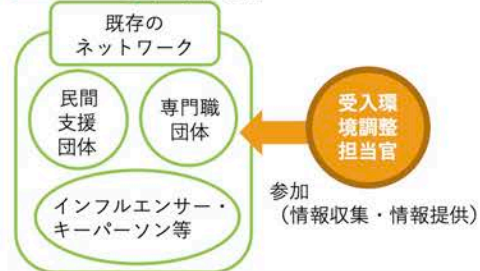 既存の
ネットワーク
民間
支援
団体
専門職
団体
インフルエンサー・
キーパーソン等
受入環
境調整
担当官
参加
（情報収集・情報提供）